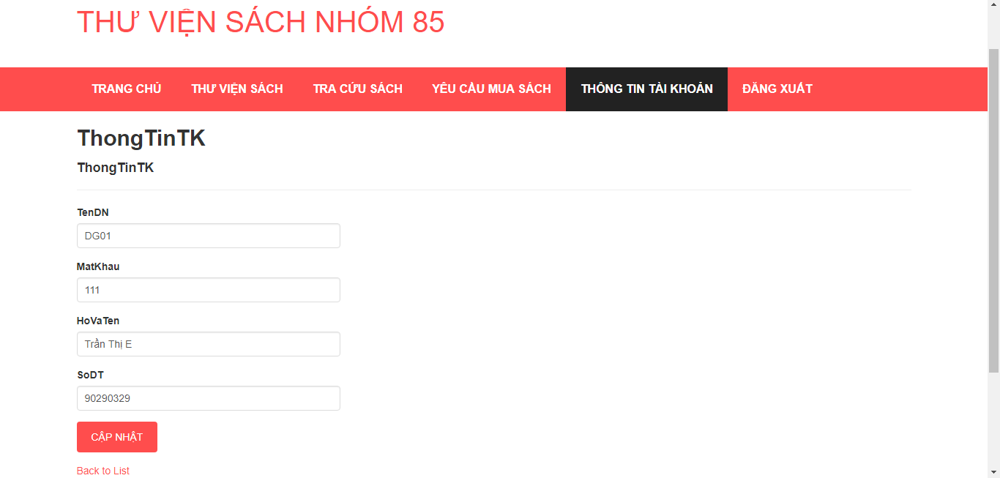 THƯ VIỆN SÁCH NHÓM 85
TRANG CHỦ THƯ VIỆN SÁCH TRA CỨU SÁCH YÊU CẦU MUA SÁCH THÔNG TIN TÀI KHOẢN ĐĂNG XUẤT
ThongTinTK
ThongTinTK
TenDN
DG01
MatKhau
111
HoVaTen
Trần Thị E
SoDT
90290329
CẬP NHẬT
Back to List